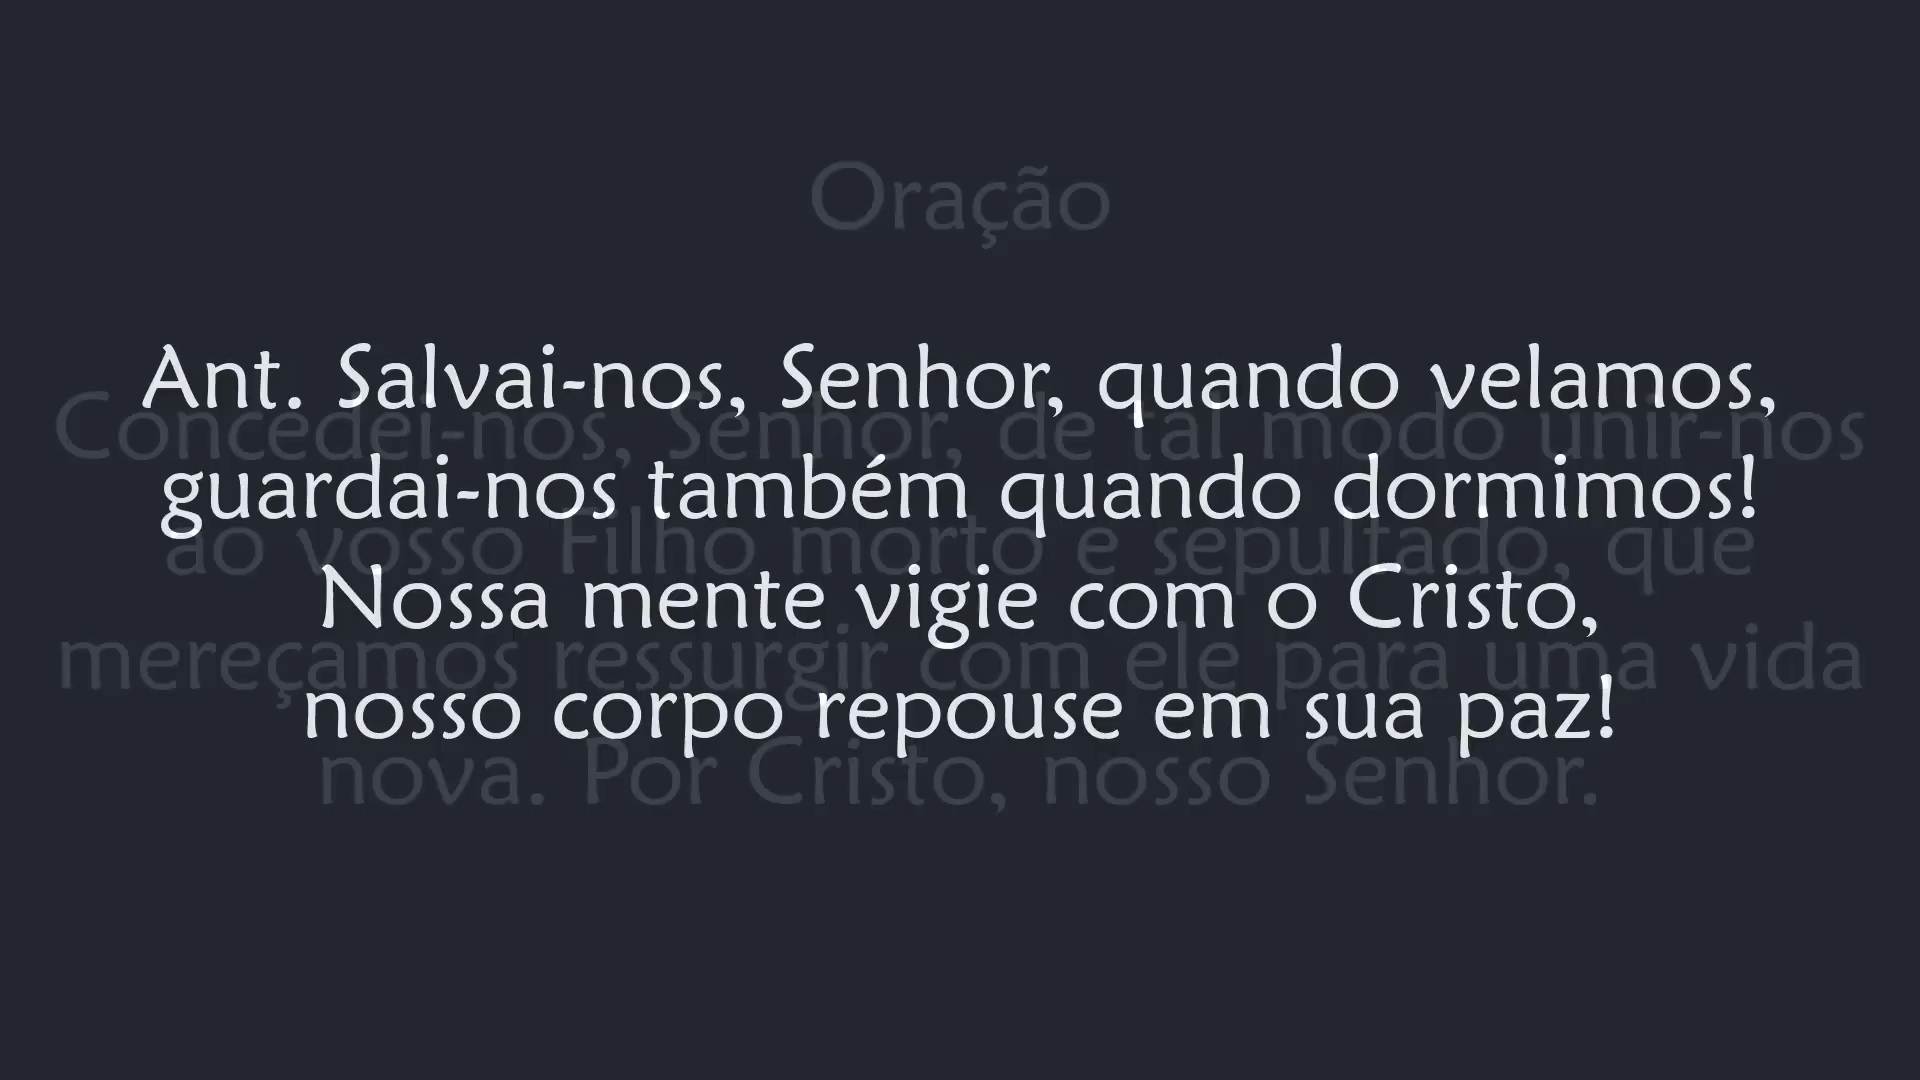 Oração
Ant. Salvai-nos, Senhor, quando velamos,
guardai-nos também quando dormimos!
Nossa mente vigie com o Cristo,
nosso corpo repouse em sua paz!
Concedei-nos, Senhor, de tal modo unir-nos
ao vosso Filho morto e sepultado, que
mereçamos ressurgir com ele para uma vida
nova. Por Cristo, nosso Senhor.